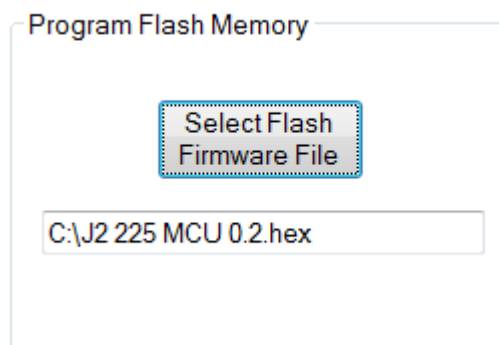 Program Flash Memory
Select Flash
Firmware File
C:\J2 225 MCU 0.2.hex